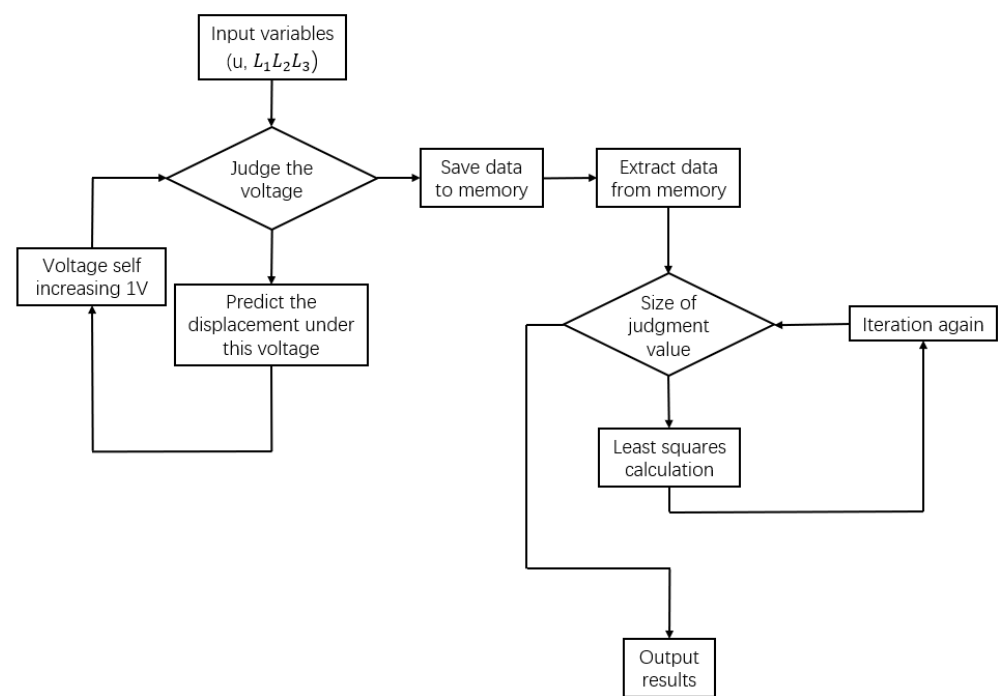 Input variables
(u, L₁L₂L₃)
Judge the
voltage
Save data
to memory
Extract data
from memory
Voltage self
increasing 1V
Predict the
displacement under
this voltage
Size of
judgment
value
Iteration again
Least squares
calculation
Output
results